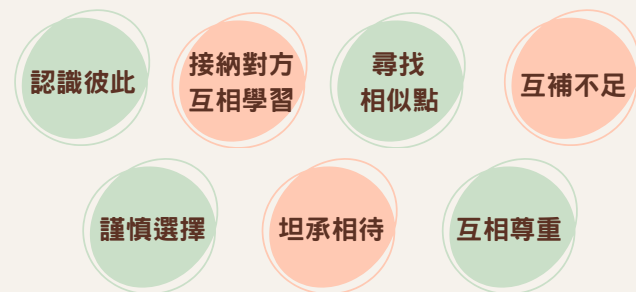 認識彼此
接納對方
互相學習
尋找
相似點
互補不足
謹慎選擇
坦承相待
互相尊重